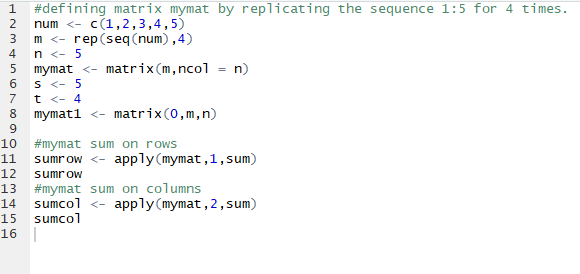 1 #defining matrix mymat by replicating the sequence 1:5 for 4 times.
2 num <- c(1,2,3,4,5)
3 m <- rep(seq(num),4)
4 n <- 5
5 mymat <- matrix(m,ncol = n)
6 s <- 5
7 t <- 4
8 mymat1 <- matrix(0,m,n)
9
10 #mymat sum on rows
11 sumrow <- apply(mymat,1,sum)
12 sumrow
13 #mymat sum on columns
14 sumcol <- apply(mymat,2,sum)
15 sumcol
16